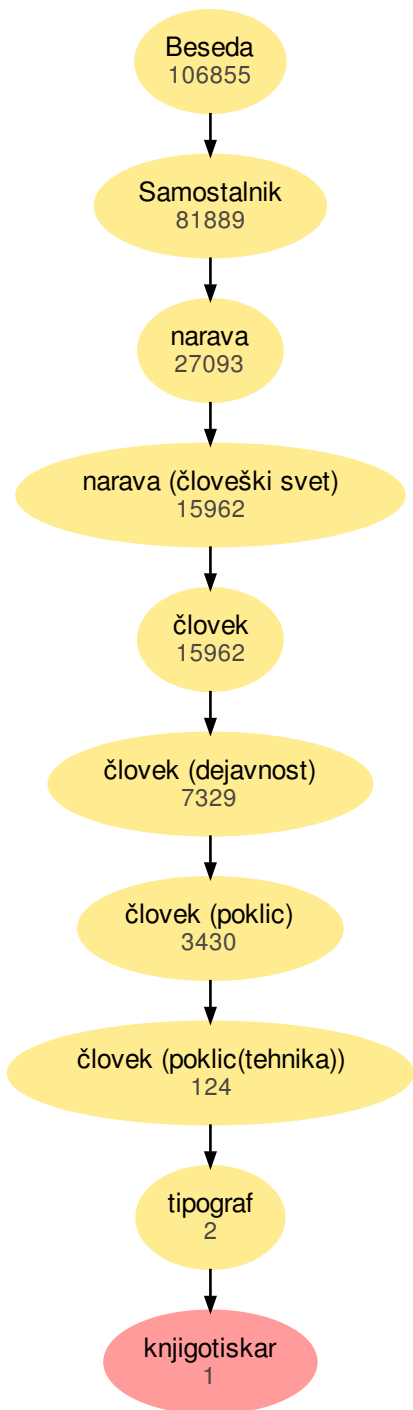 Beseda
106855
Samostalnik
81889
narava
27093
narava (človeški svet)
15962
človek
15962
človek (dejavnost)
7329
človek (poklic)
3430
človek (poklic(tehnika))
124
tipograf
2
knjigotiskar
1